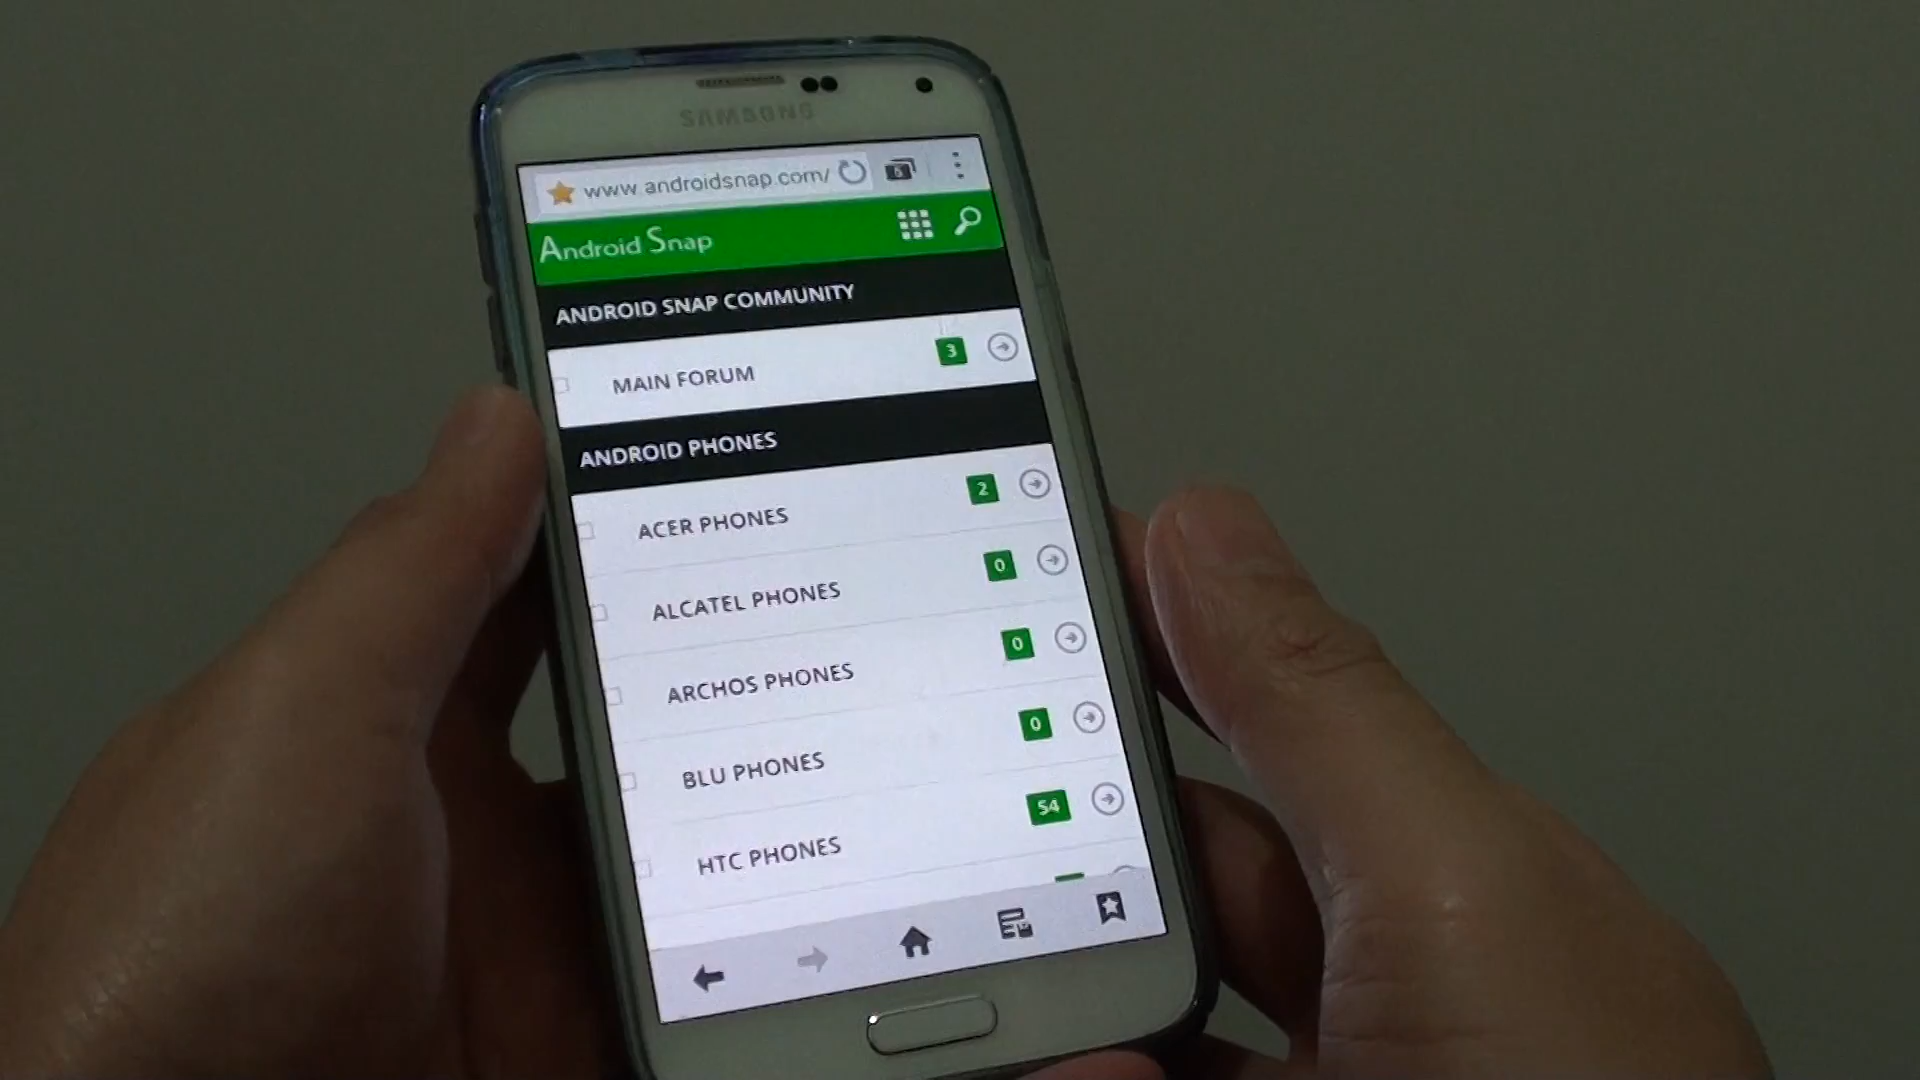 SAMSUNG
www.androidsnap.com/
6
Android Snap
ANDROID SNAP COMMUNITY
MAIN FORUM 3
ANDROID PHONES
ACER PHONES 2
ALCATEL PHONES 0
ARCHOS PHONES 0
BLU PHONES 0
HTC PHONES 54